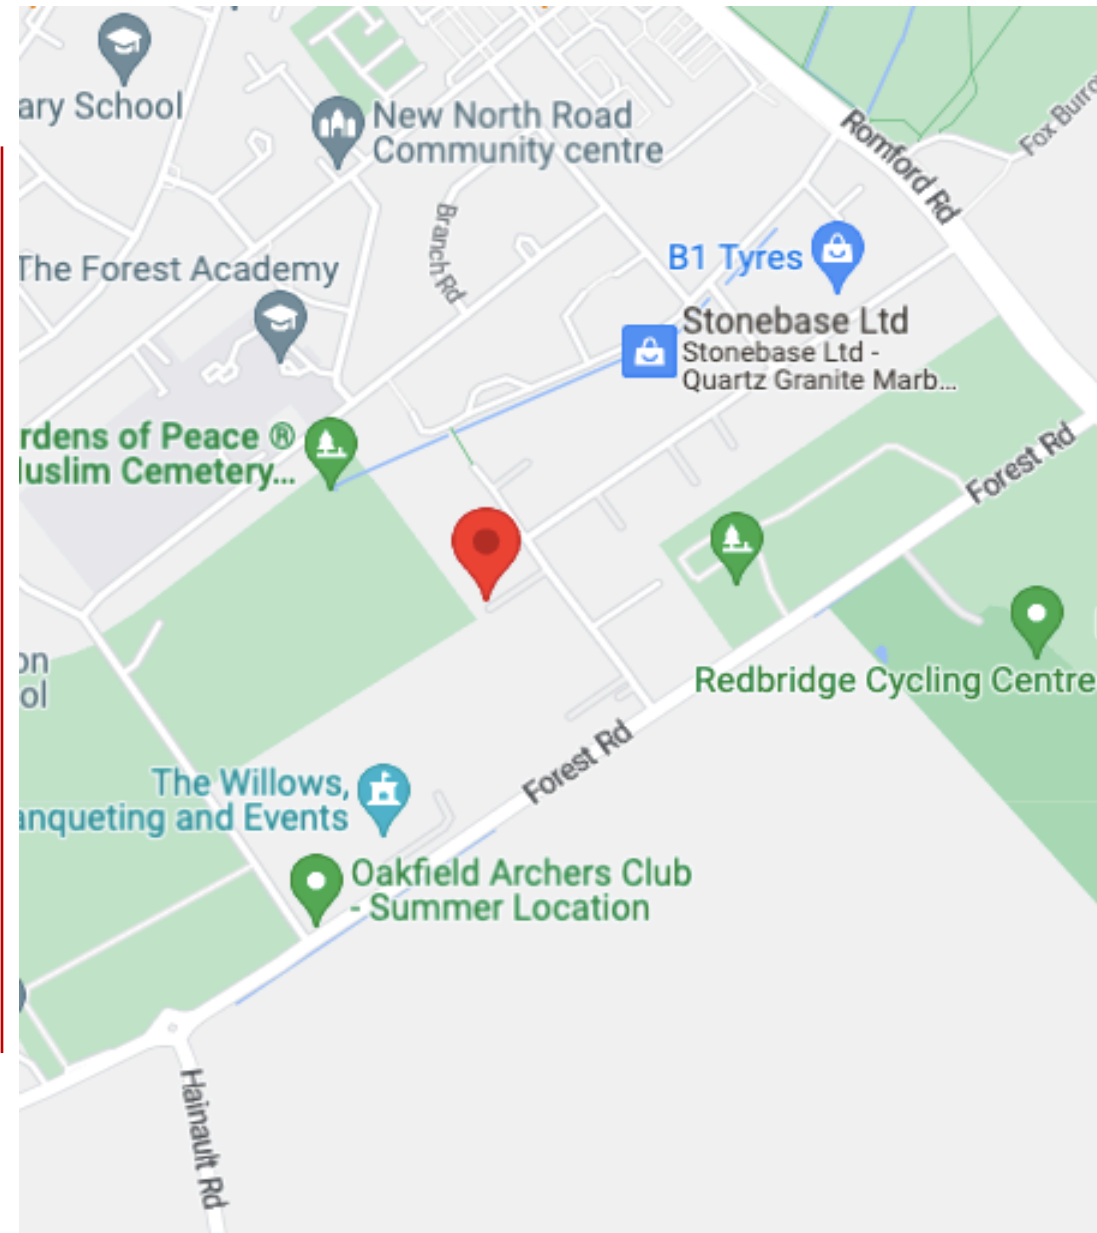 ary School
New North Road
Community centre
Romford Rd
Fox Burro
Branch Rd
B1 Tyres
The Forest Academy
Stonebase Ltd
Stonebase Ltd -
Quartz Granite Marb...
rdens of Peace ®
uslim Cemetery...
Forest Rd
on
ol
Redbridge Cycling Centre
Forest Rd
The Willows,
anqueting and Events
Oakfield Archers Club
- Summer Location
Hainault Rd